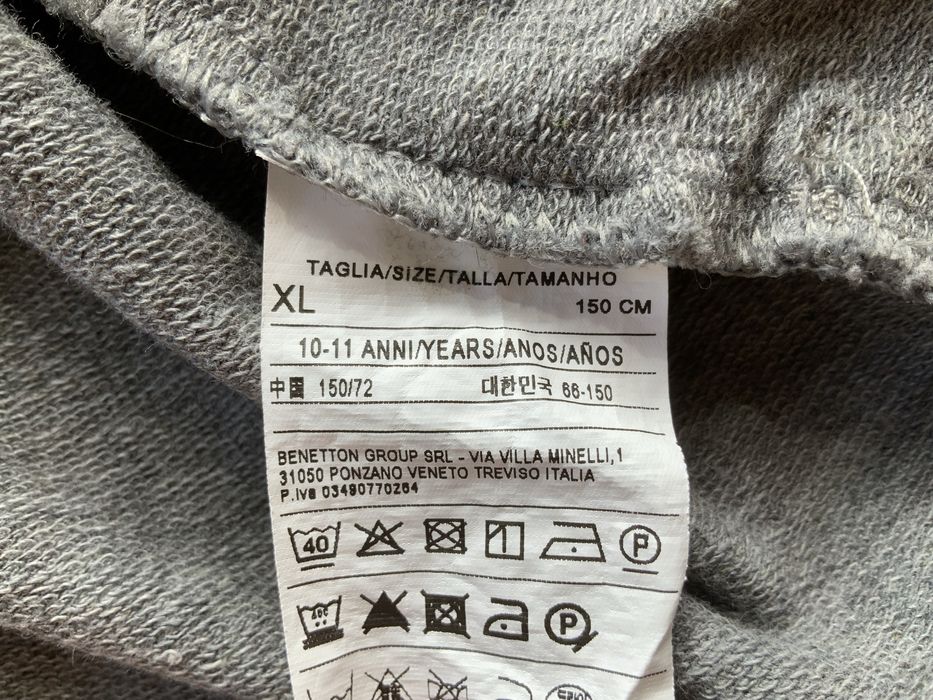 TAGLIA/SIZE/TALLA/TAMANHO
XL 150 CM
10-11 ANNI/YEARS/ANOS/AÑOS
中国 150/72 대한민국 66-150
BENETTON GROUP SRL - VIA VILLA MINELLI,1
31050 PONZANO VENETO TREVISO ITALIA
P.Iva 03490770264
40 P
P